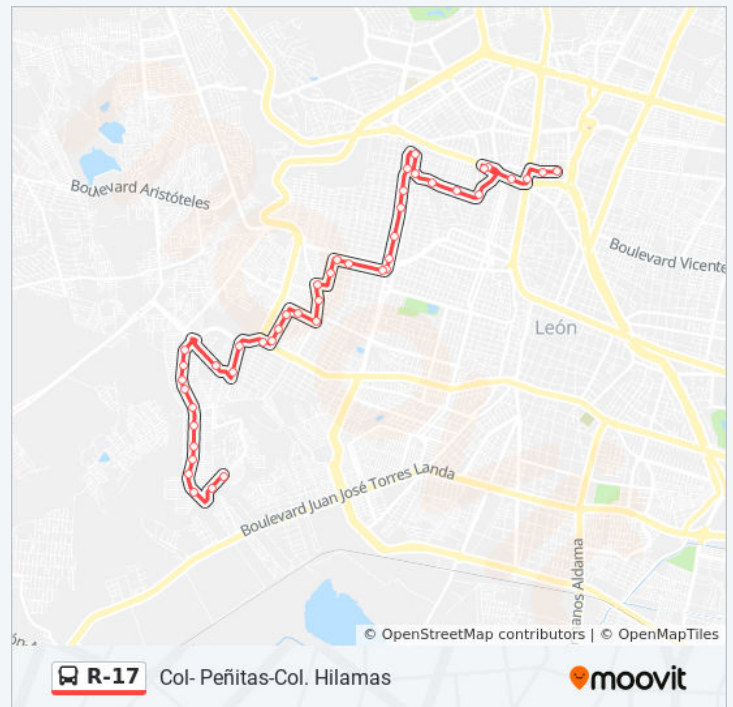 Boulevard Aristóteles
Boulevard Vicente
León
Boulevard Juan José Torres Landa
anos Aldama
© OpenStreetMap contributors | © OpenMapTiles
R-17 Col- Peñitas-Col. Hilamas
moovit